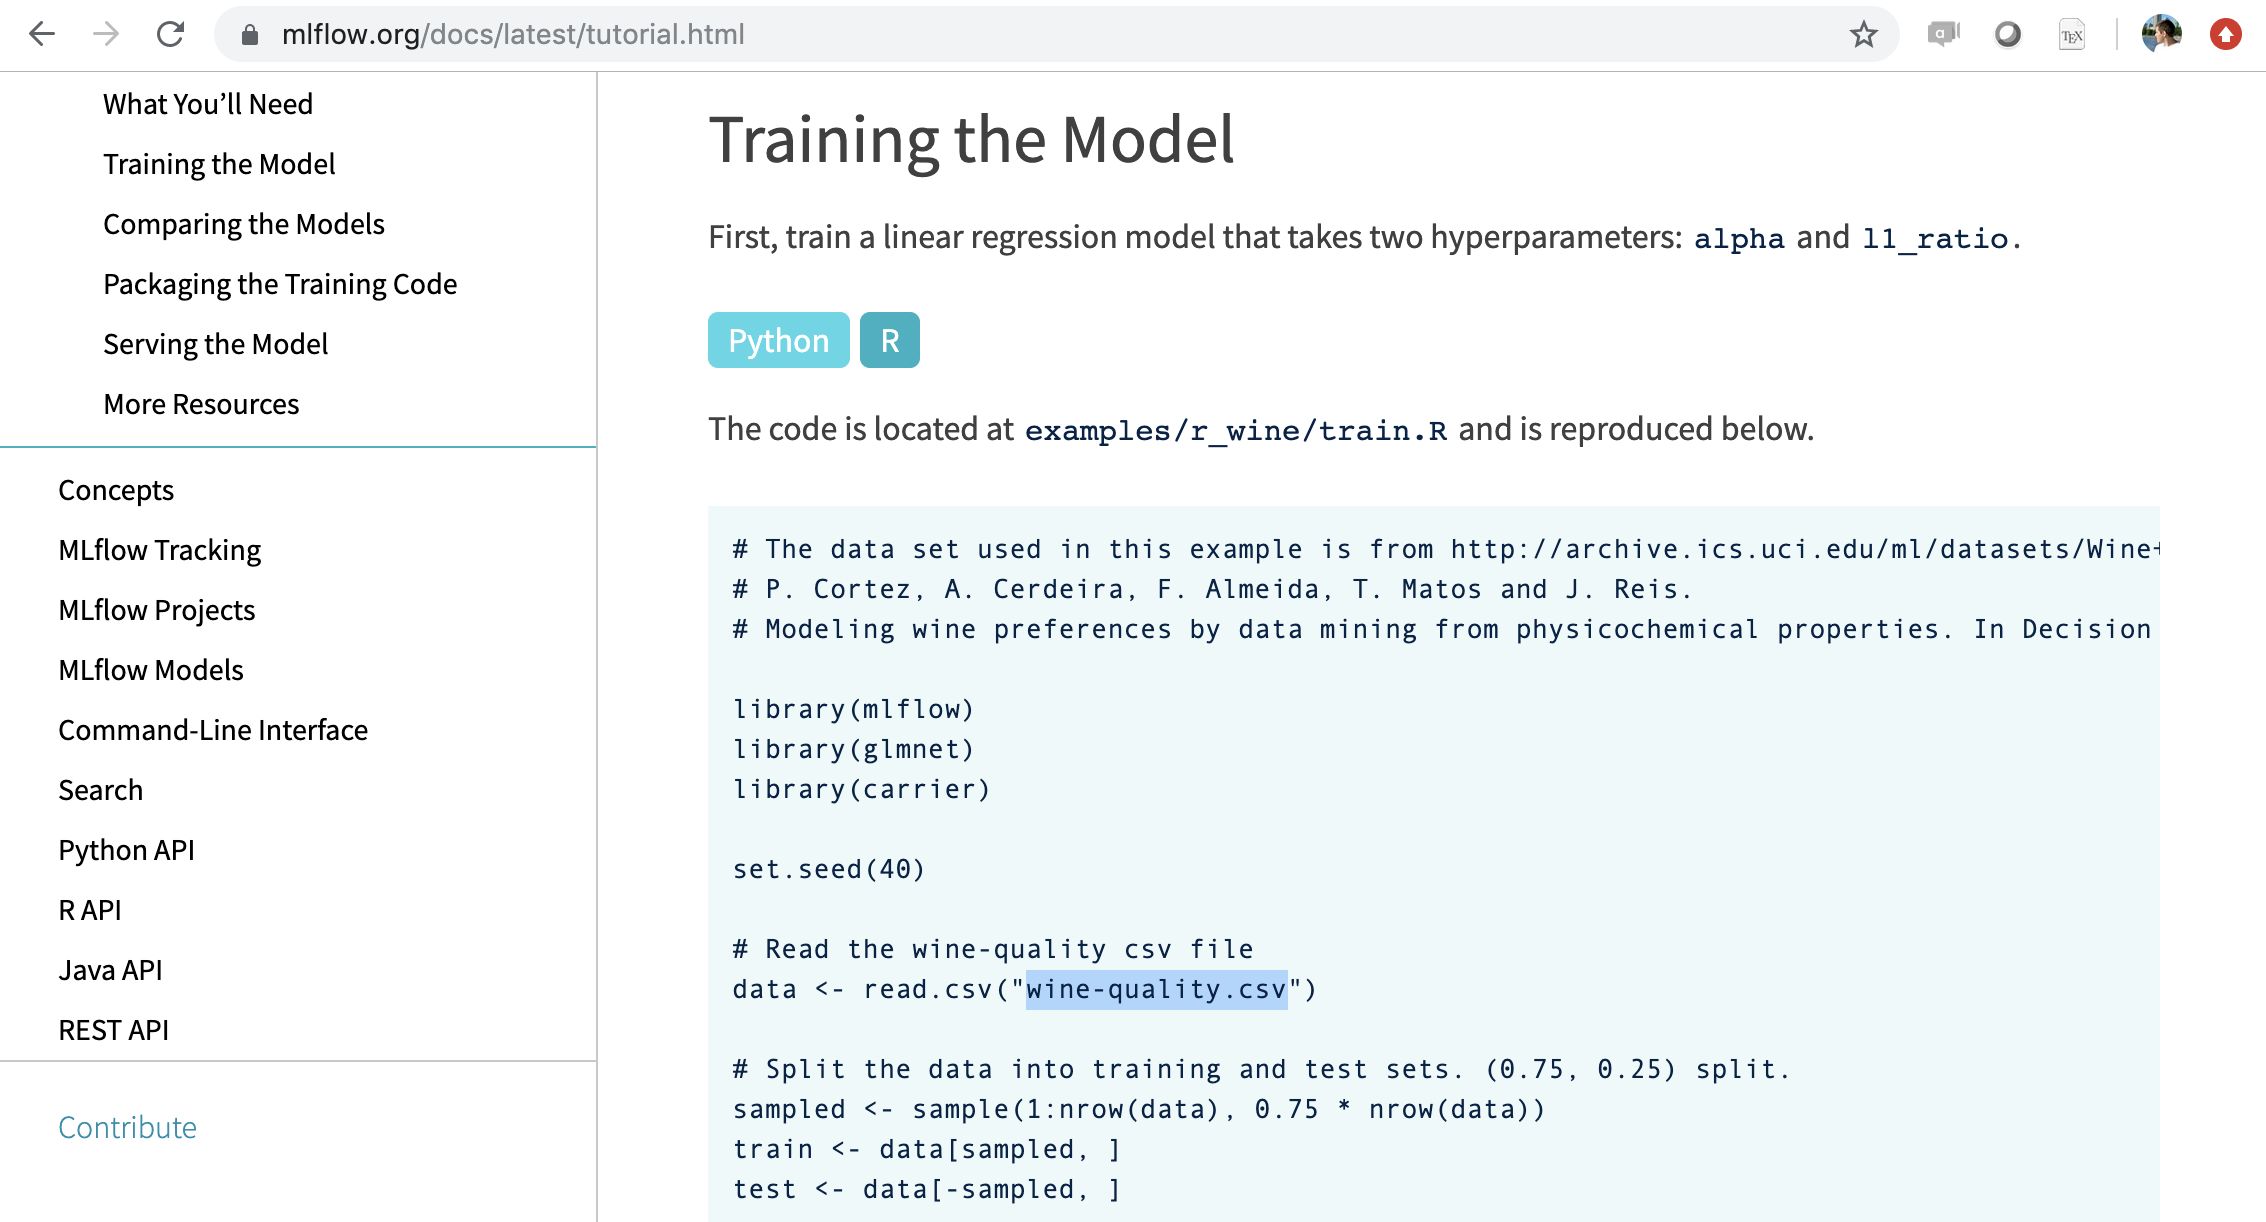 mlflow.org/docs/latest/tutorial.html
a
TEX
What You’ll Need
Training the Model
Comparing the Models
Packaging the Training Code
Serving the Model
More Resources
Concepts
MLflow Tracking
MLflow Projects
MLflow Models
Command-Line Interface
Search
Python API
R API
Java API
REST API
Contribute
Training the Model
First, train a linear regression model that takes two hyperparameters: alpha and l1_ratio.
Python R
The code is located at examples/r_wine/train.R and is reproduced below.
# The data set used in this example is from http://archive.ics.uci.edu/ml/datasets/Wine+
# P. Cortez, A. Cerdeira, F. Almeida, T. Matos and J. Reis.
# Modeling wine preferences by data mining from physicochemical properties. In Decision
library(mlflow)
library(glmnet)
library(carrier)
set.seed(40)
# Read the wine-quality csv file
data <- read.csv("wine-quality.csv")
# Split the data into training and test sets. (0.75, 0.25) split.
sampled <- sample(1:nrow(data), 0.75 * nrow(data))
train <- data[sampled, ]
test <- data[-sampled, ]